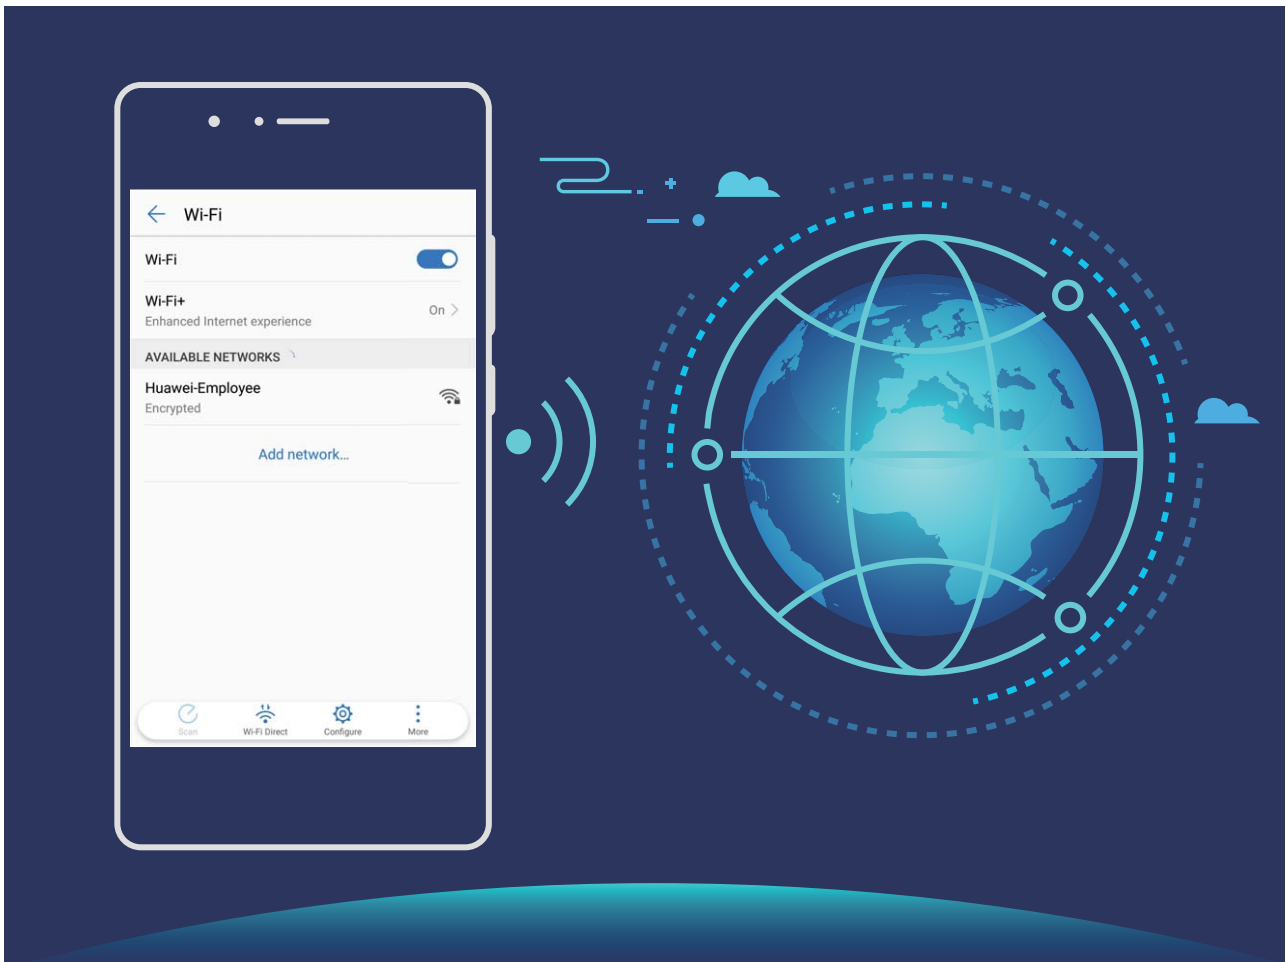 Wi-Fi
Wi-Fi
Wi-Fi+
On
Enhanced Internet experience
AVAILABLE NETWORKS
Huawei-Employee
Encrypted
Add network...
Scan
Wi-Fi Direct
Configure
More